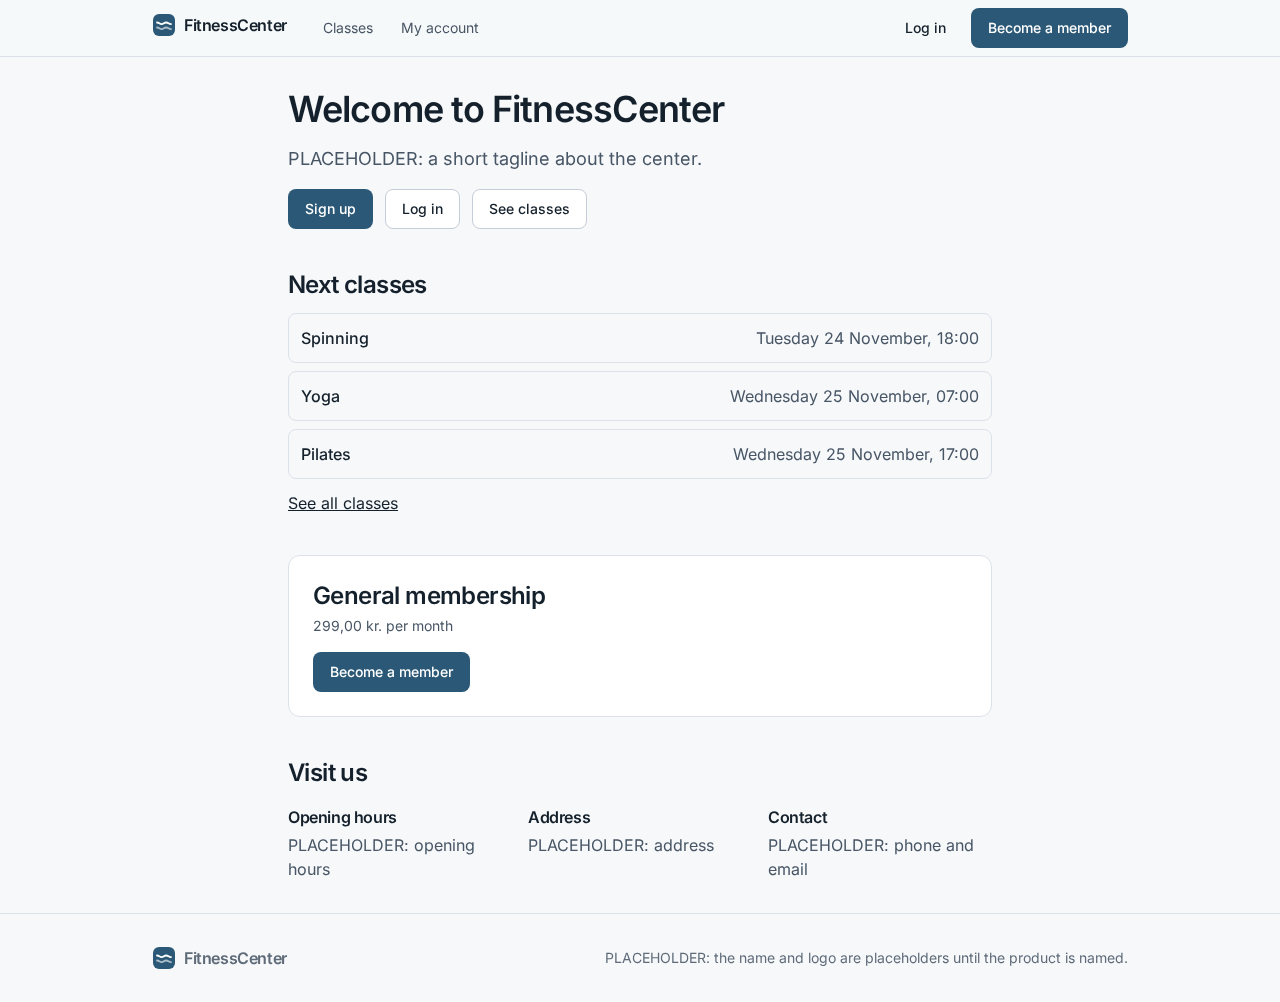 FitnessCenter
Classes
My account
Log in
Become a member
Welcome to FitnessCenter
PLACEHOLDER: a short tagline about the center.
Sign up
Log in
See classes
Next classes
Spinning
Tuesday 24 November, 18:00
Yoga
Wednesday 25 November, 07:00
Pilates
Wednesday 25 November, 17:00
See all classes
General membership
299,00 kr. per month
Become a member
Visit us
Opening hours
PLACEHOLDER: opening
hours
Address
PLACEHOLDER: address
Contact
PLACEHOLDER: phone and
email
FitnessCenter
PLACEHOLDER: the name and logo are placeholders until the product is named.